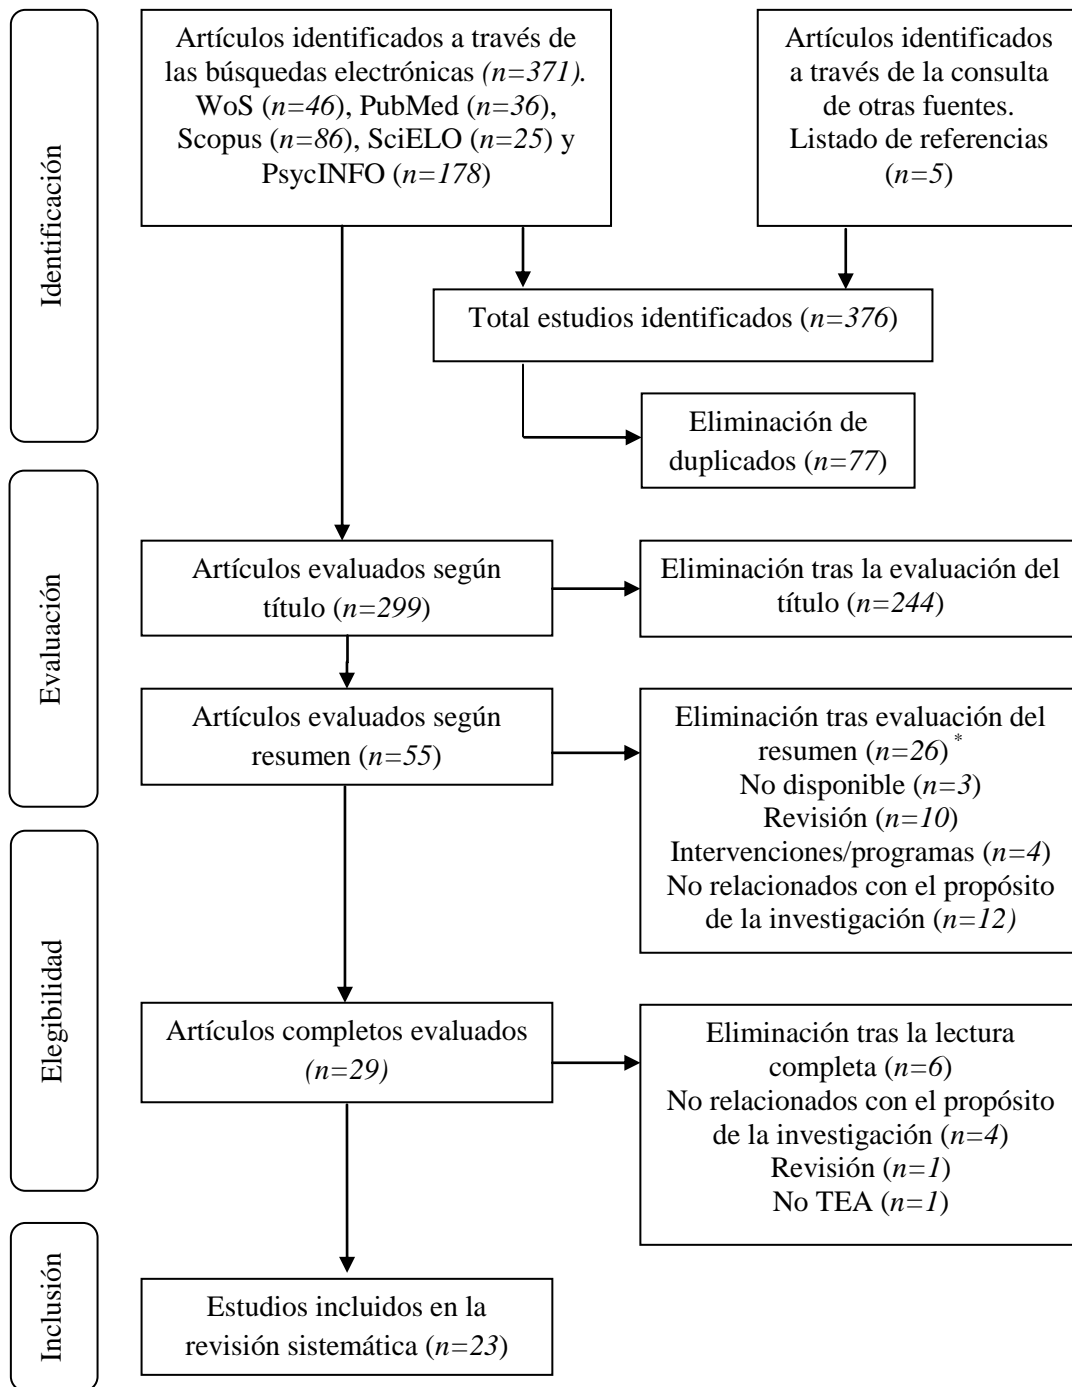 Identificación
Artículos identificados a través de
las búsquedas electrónicas (n=371).
WoS (n=46), PubMed (n=36),
Scopus (n=86), SciELO (n=25) y
PsycINFO (n=178)
Artículos identificados
a través de la consulta
de otras fuentes.
Listado de referencias
(n=5)
Total estudios identificados (n=376)
Eliminación de
duplicados (n=77)
Evaluación
Artículos evaluados según
título (n=299)
Eliminación tras la evaluación del
título (n=244)
Artículos evaluados según
resumen (n=55)
Eliminación tras evaluación del
resumen (n=26)*
No disponible (n=3)
Revisión (n=10)
Intervenciones/programas (n=4)
No relacionados con el propósito
de la investigación (n=12)
Elegibilidad
Artículos completos evaluados
(n=29)
Eliminación tras la lectura
completa (n=6)
No relacionados con el propósito
de la investigación (n=4)
Revisión (n=1)
No TEA (n=1)
Inclusión
Estudios incluidos en la
revisión sistemática (n=23)